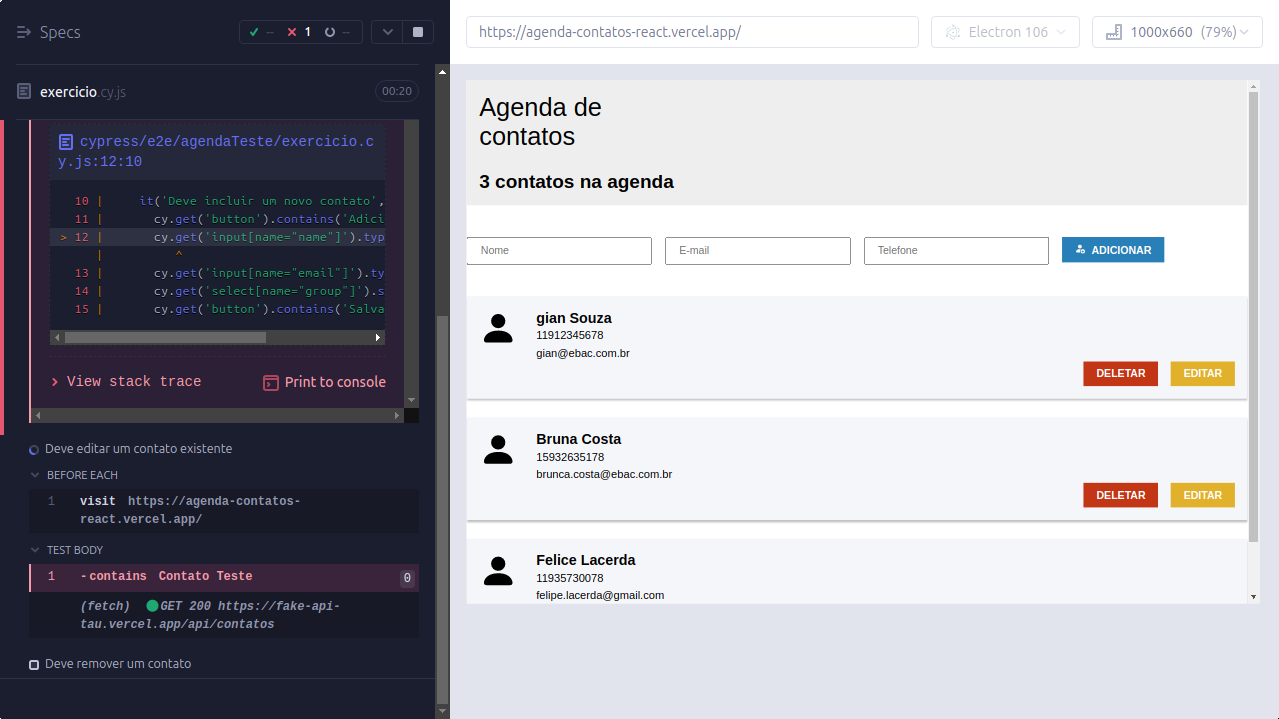 Specs
-- 1 --
https://agenda-contatos-react.vercel.app/
Electron 106
1000x660 (79%)
exercicio.cy.js
00:20
cypress/e2e/agendaTeste/exercicio.c
y.js:12:10
10 | it('Deve incluir um novo contato',
11 | cy.get('button').contains('Adici
> 12 | cy.get('input[name="name"]').typ
| ^
13 | cy.get('input[name="email"]').ty
14 | cy.get('select[name="group"]').s
15 | cy.get('button').contains('Salva
View stack trace
Print to console
Deve editar um contato existente
BEFORE EACH
1 visit https://agenda-contatos-
react.vercel.app/
TEST BODY
1 -contains Contato Teste 0
(fetch) GET 200 https://fake-api-
tau.vercel.app/api/contatos
Deve remover um contato
Agenda de
contatos
3 contatos na agenda
Nome
E-mail
Telefone
ADICIONAR
gian Souza
11912345678
gian@ebac.com.br
DELETAR
EDITAR
Bruna Costa
15932635178
brunca.costa@ebac.com.br
DELETAR
EDITAR
Felice Lacerda
11935730078
felipe.lacerda@gmail.com